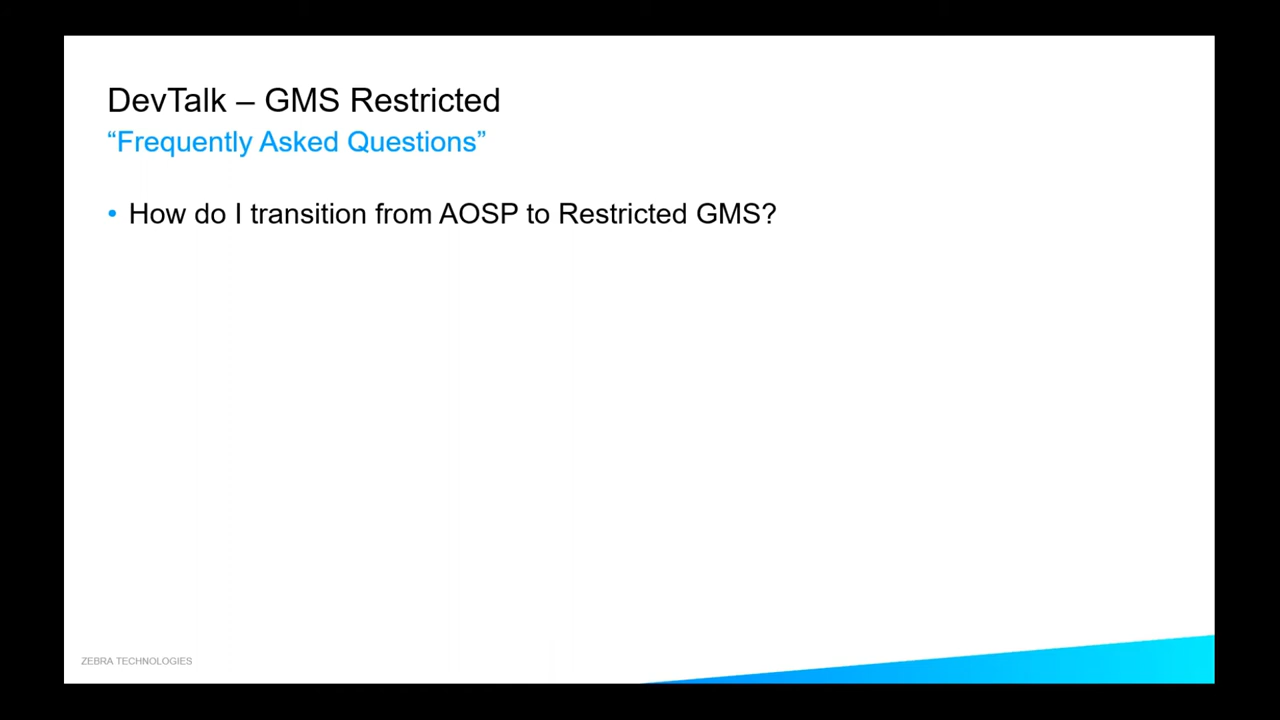 DevTalk – GMS Restricted
“Frequently Asked Questions”
• How do I transition from AOSP to Restricted GMS?
ZEBRA TECHNOLOGIES